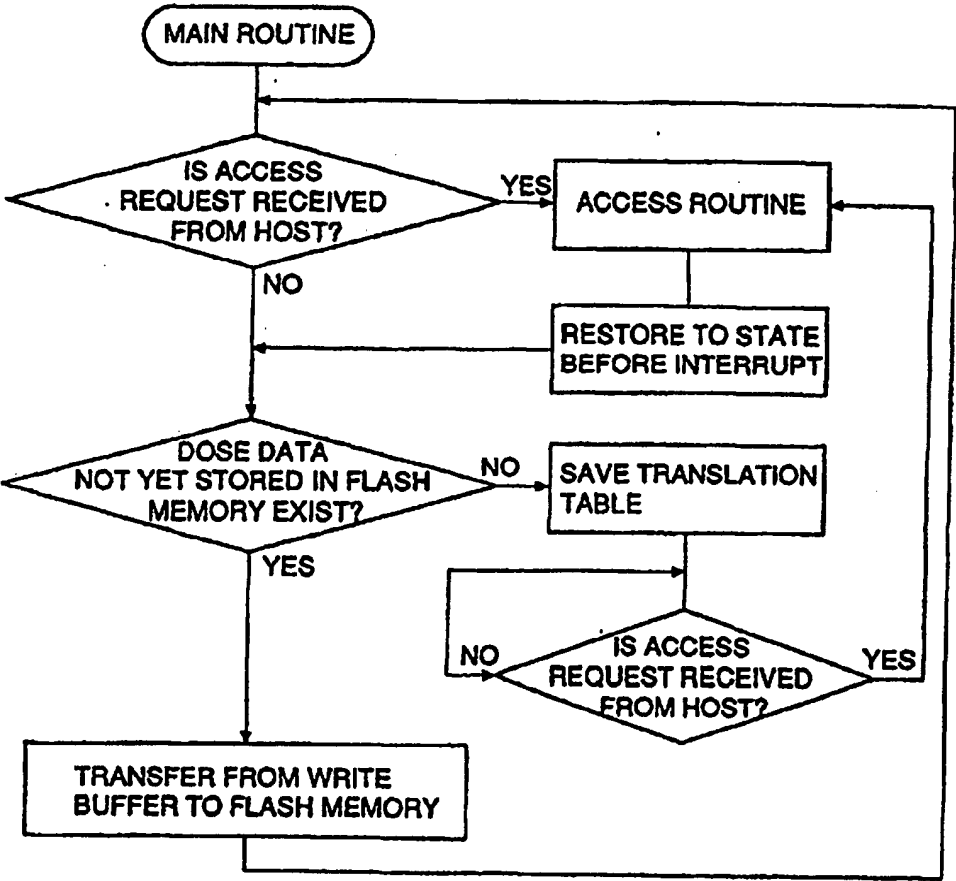 MAIN ROUTINE
IS ACCESS
REQUEST RECEIVED
FROM HOST?
YES
ACCESS ROUTINE
NO
RESTORE TO STATE
BEFORE INTERRUPT
DOSE DATA
NOT YET STORED IN FLASH
MEMORY EXIST?
NO
SAVE TRANSLATION
TABLE
YES
IS ACCESS
REQUEST RECEIVED
FROM HOST?
NO
YES
TRANSFER FROM WRITE
BUFFER TO FLASH MEMORY